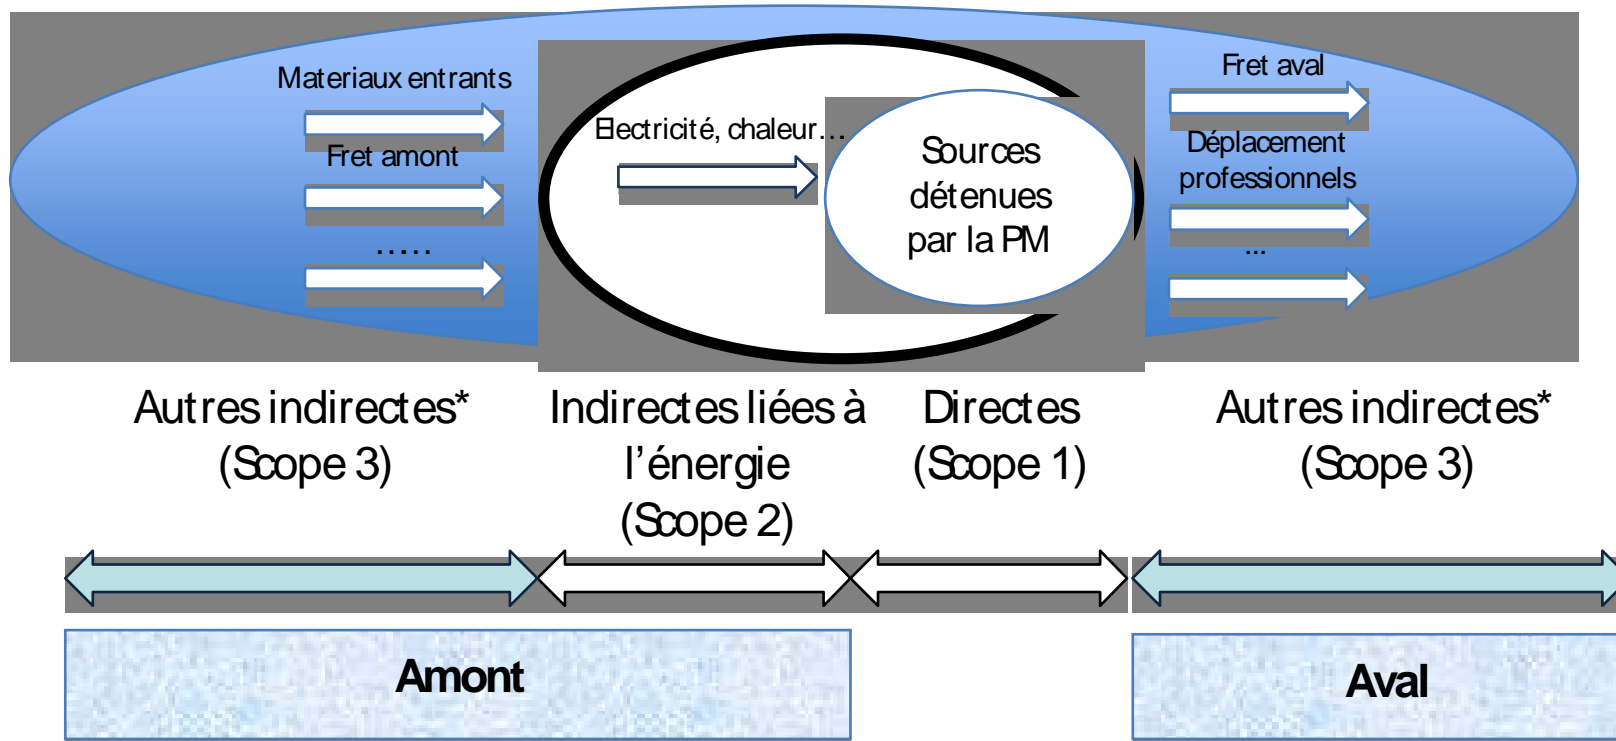 Materiaux entrants
Fret amont
.....
Electricité, chaleur...
Sources
détenues
par la PM
Fret aval
Déplacement
professionnels
...
Autres indirectes*
(Scope 3)
Indirectes liées à
l'énergie
(Scope 2)
Directes
(Scope 1)
Autres indirectes*
(Scope 3)
Amont
Aval